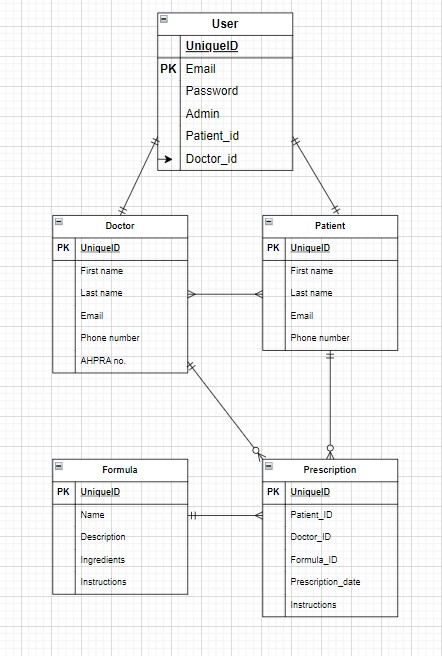 User
UniqueID
PK Email
Password
Admin
Patient_id
Doctor_id
Doctor
PK UniqueID
First name
Last name
Email
Phone number
AHPRA no.
Patient
PK UniqueID
First name
Last name
Email
Phone number
Formula
PK UniqueID
Name
Description
Ingredients
Instructions
Prescription
PK UniqueID
Patient_ID
Doctor_ID
Formula_ID
Prescription_date
Instructions